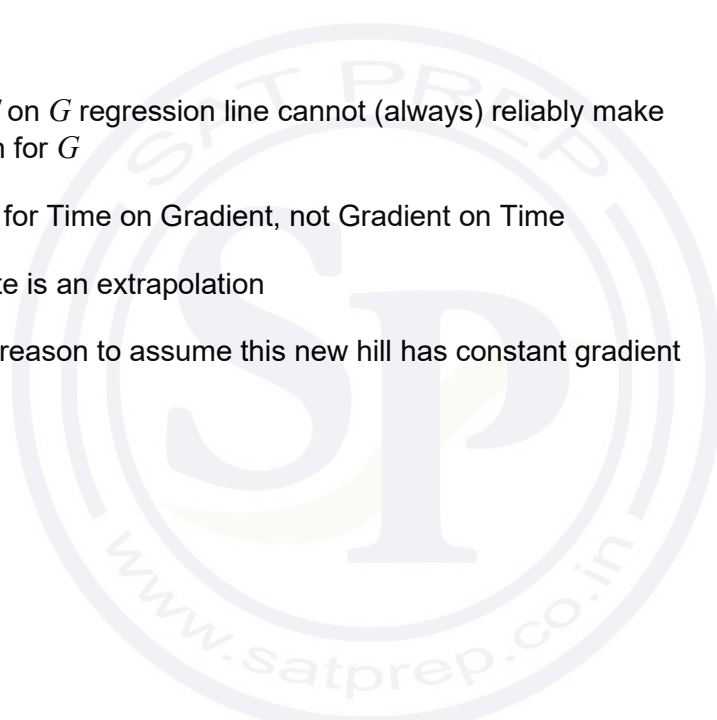 on G regression line cannot (always) reliably make
for G
for Time on Gradient, not Gradient on Time
is an extrapolation
reason to assume this new hill has constant gradient
SAT PREP
SP
www.satprep.co.in